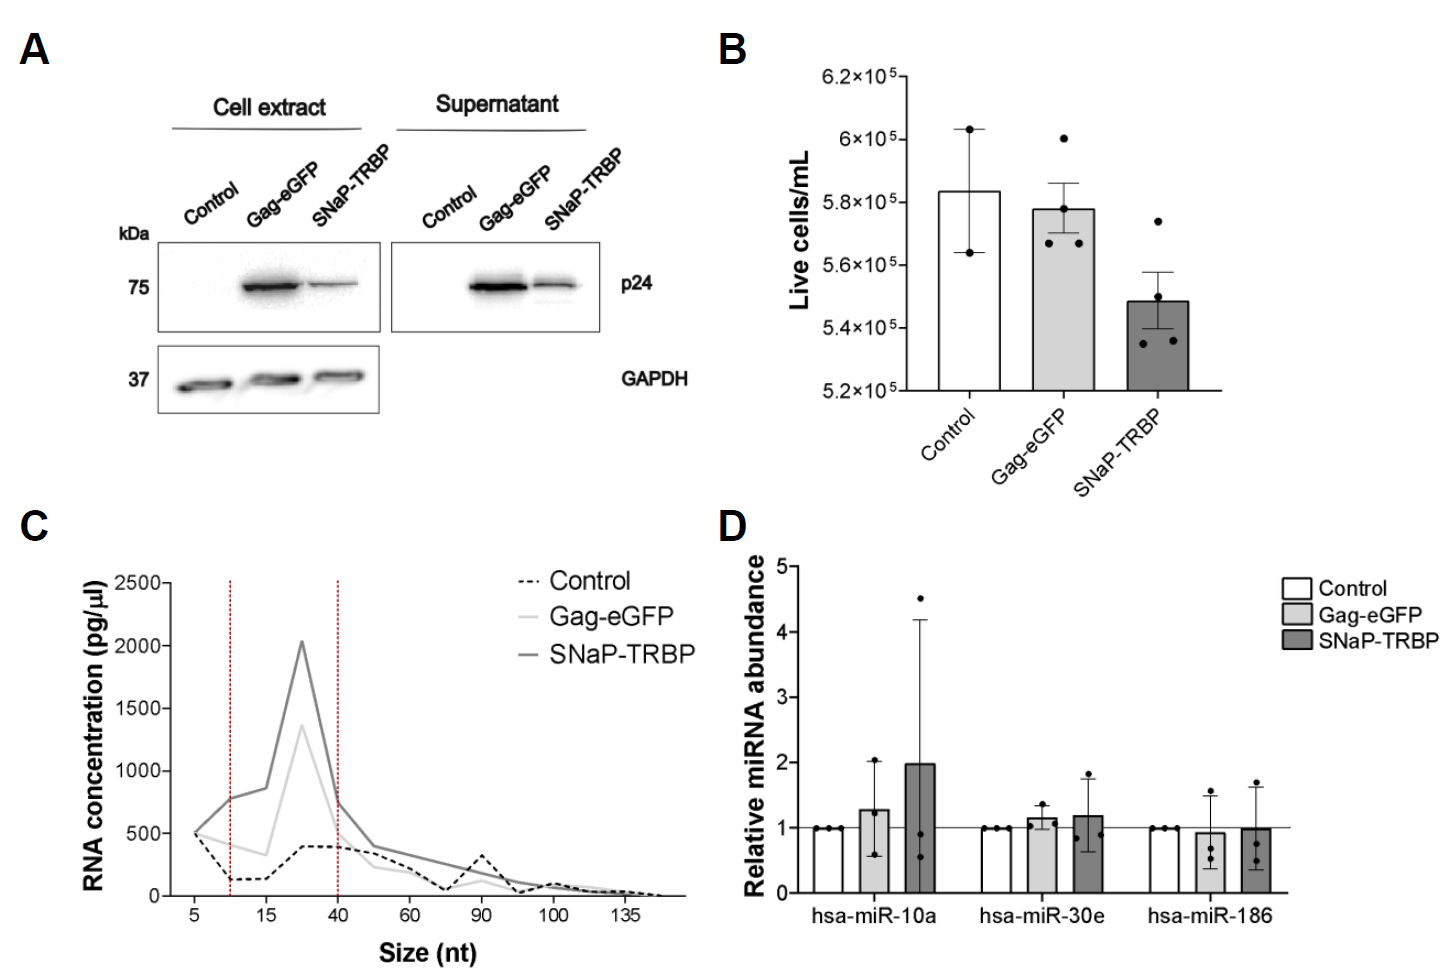 A
Cell extract
Supernatant
Control
Gag-eGFP
SNaP-TRBP
Control
Gag-eGFP
SNaP-TRBP
kDa
75
p24
37
GAPDH
B
Live cells/mL
6.2×10⁵
6×10⁵
5.8×10⁵
5.6×10⁵
5.4×10⁵
5.2×10⁵
Control
Gag-eGFP
SNaP-TRBP
C
RNA concentration (pg/μl)
2500
2000
1500
1000
500
0
5 15 40 60 90 100 135
Size (nt)
Control
Gag-eGFP
SNaP-TRBP
D
Relative miRNA abundance
5
4
3
2
1
0
hsa-miR-10a hsa-miR-30e hsa-miR-186
Control
Gag-eGFP
SNaP-TRBP